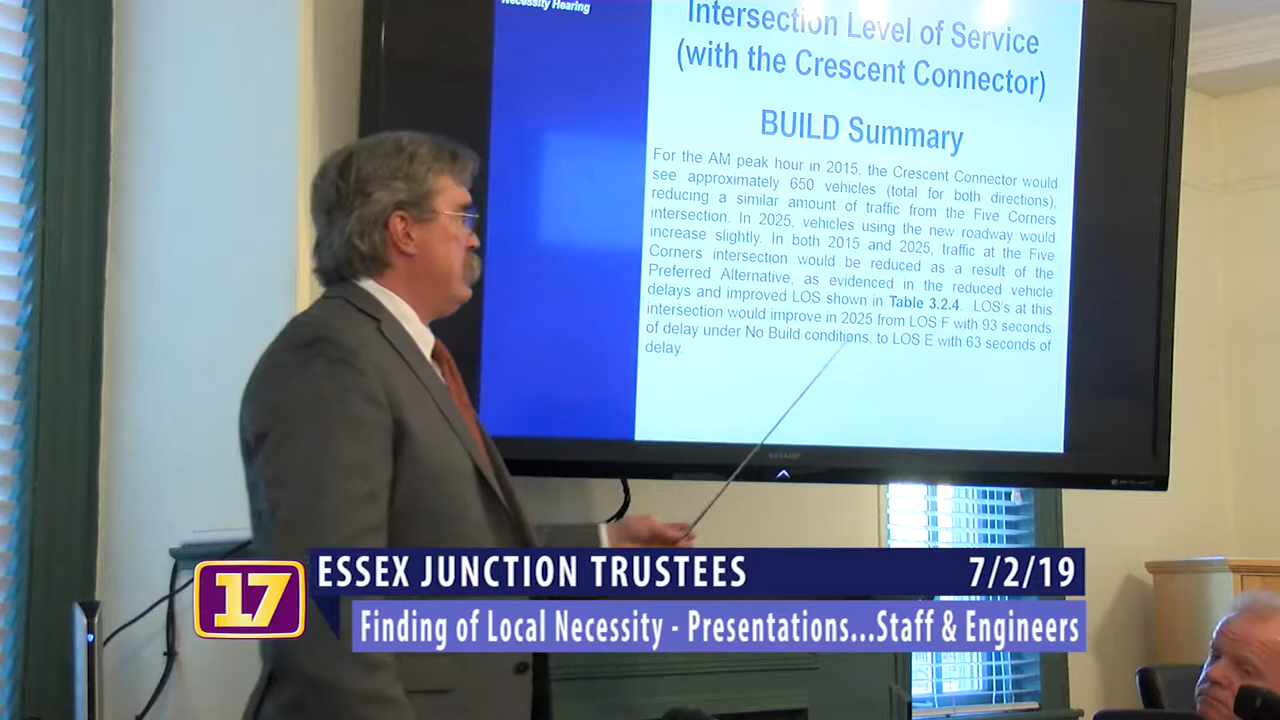 Necessity Hearing
Intersection Level of Service
(with the Crescent Connector)
BUILD Summary
For the AM peak hour in 2015, the Crescent Connector would
see approximately 650 vehicles (total for both directions),
reducing a similar amount of traffic from the Five Corners
intersection. In 2025, vehicles using the new roadway would
increase slightly. In both 2015 and 2025, traffic at the Five
Corners intersection would be reduced as a result of the
Preferred Alternative, as evidenced in the reduced vehicle
delays and improved LOS shown in Table 3.2.4. LOS's at this
intersection would improve in 2025 from LOS F with 93 seconds
of delay under No Build conditions, to LOS E with 63 seconds of
delay.
SHARP
17
ESSEX JUNCTION TRUSTEES 7/2/19
Finding of Local Necessity - Presentations...Staff & Engineers